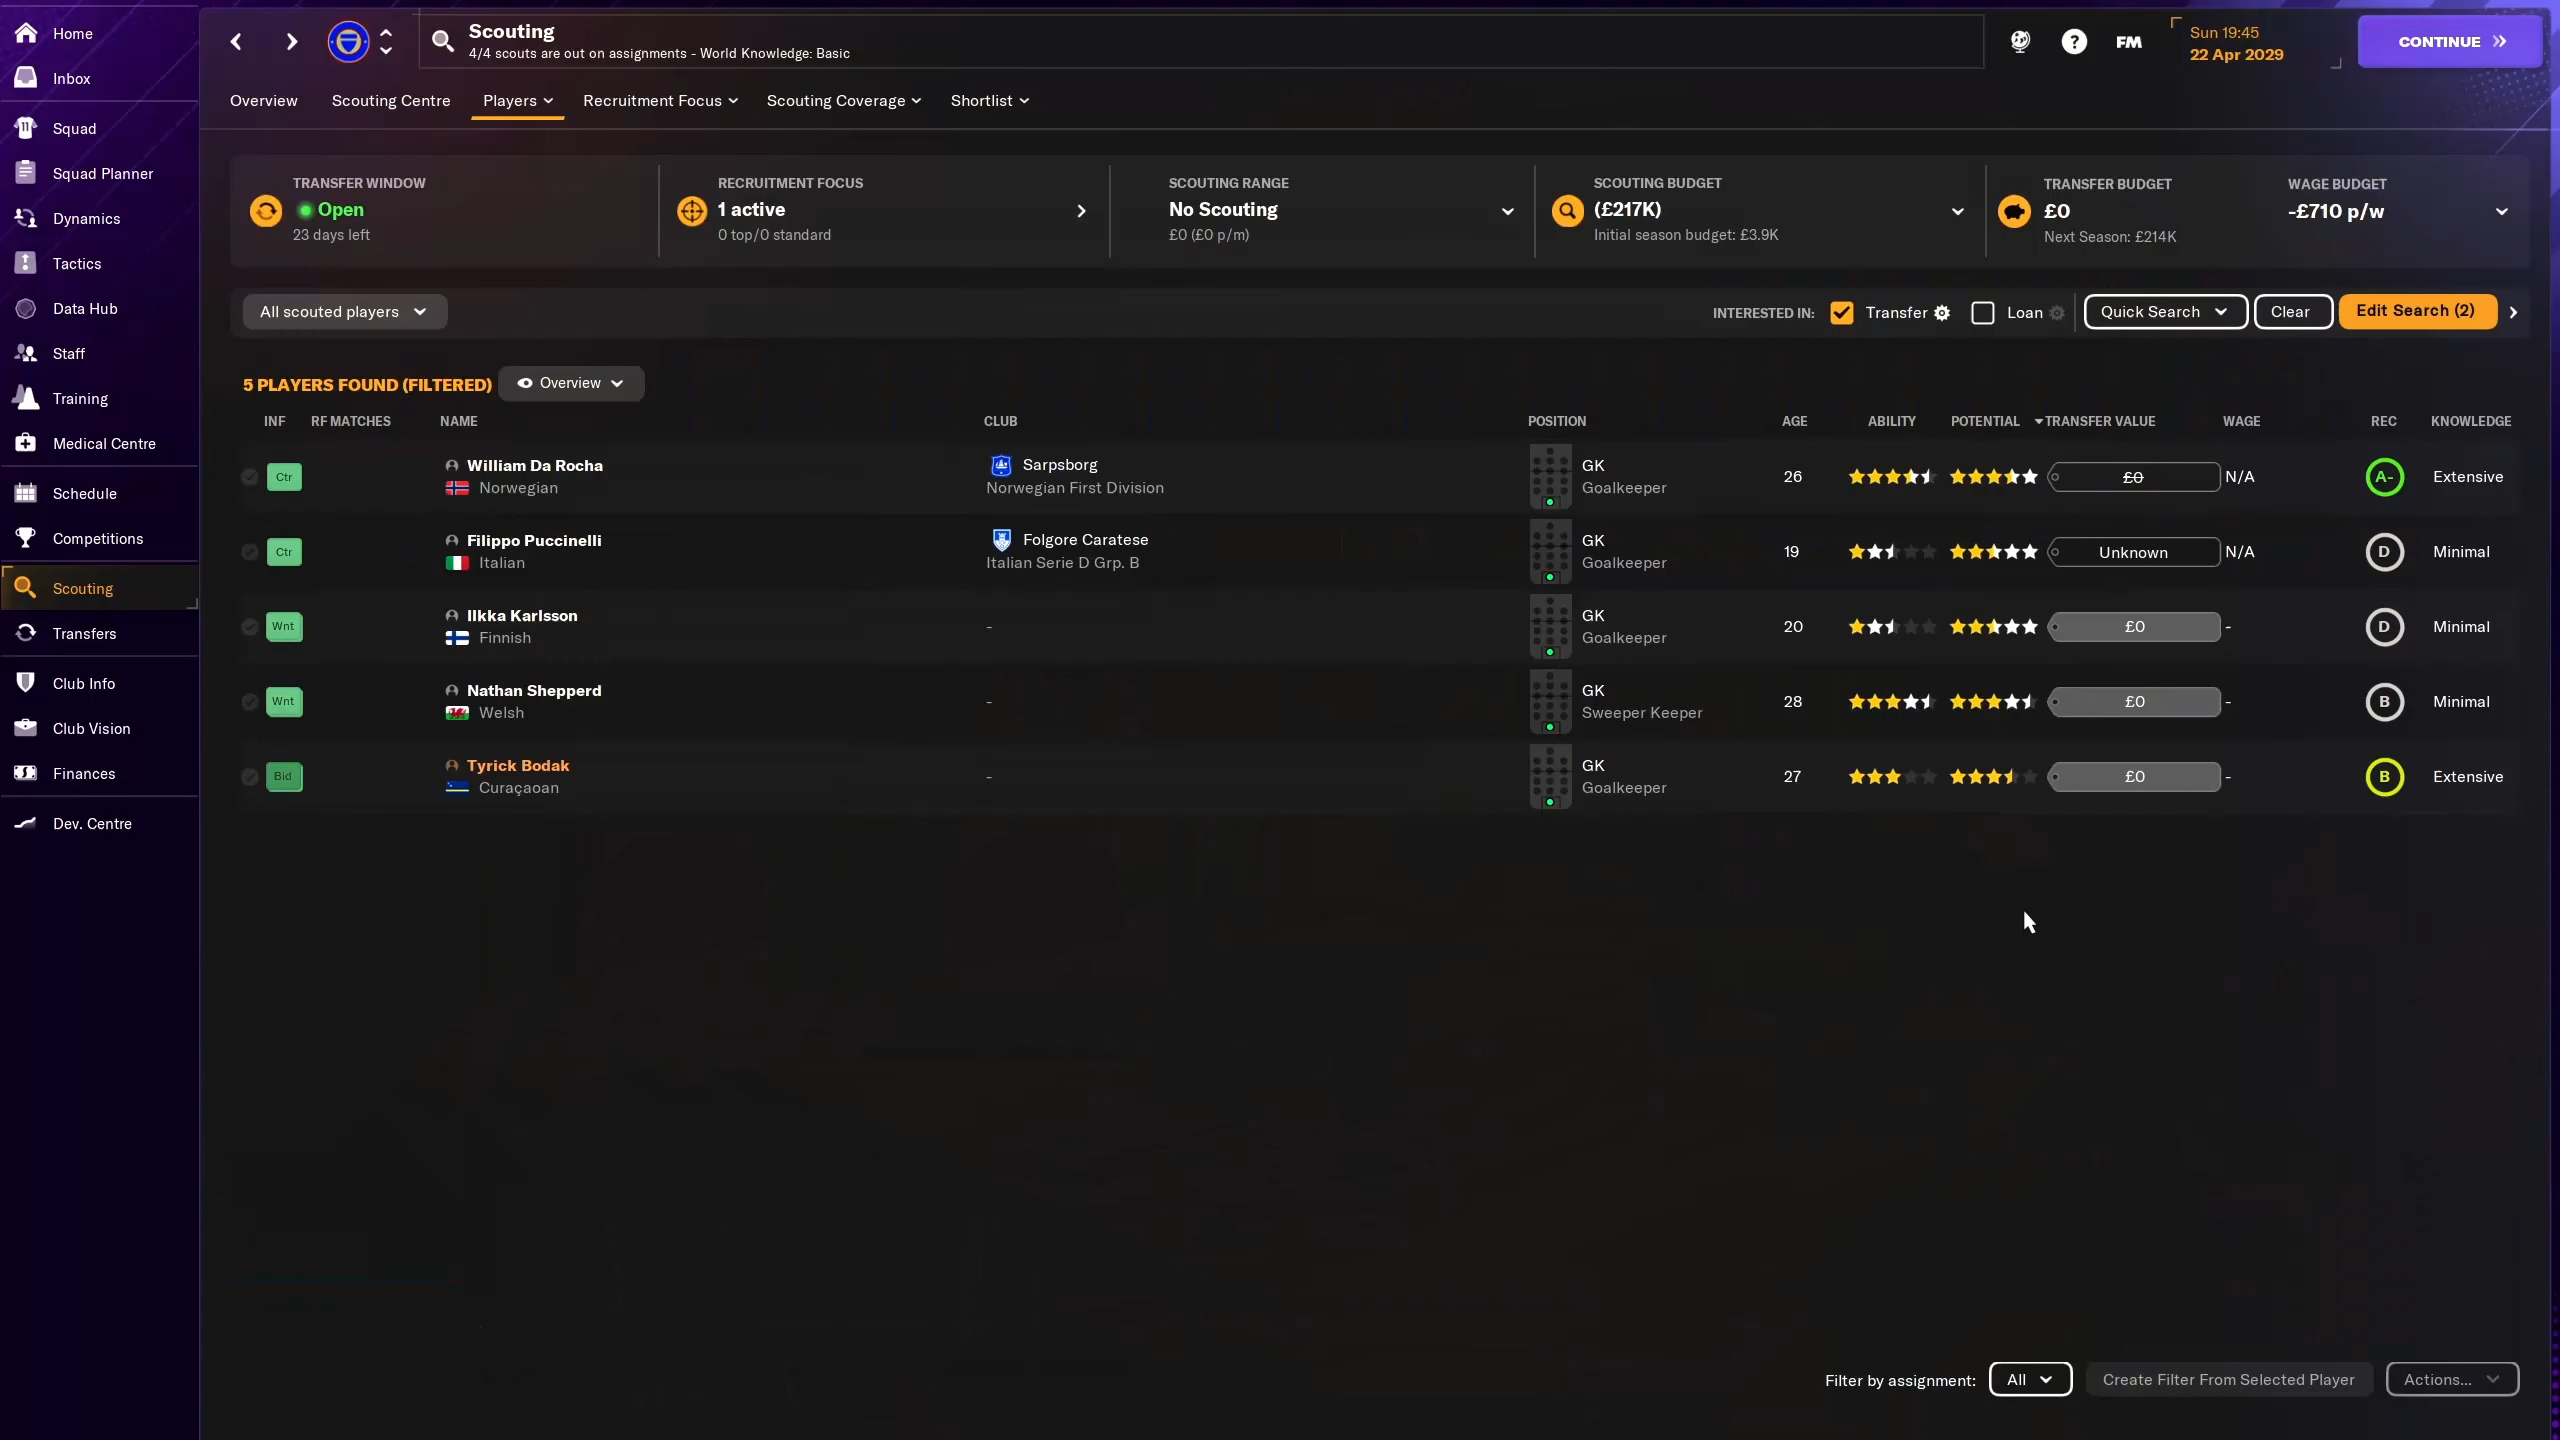 Home
Inbox
Squad
Squad Planner
Dynamics
Tactics
Data Hub
Staff
Training
Medical Centre
Schedule
Competitions
Scouting
Transfers
Club Info
Club Vision
Finances
Dev. Centre
Scouting
4/4 scouts are out on assignments - World Knowledge: Basic
FM
Sun 19:45
22 Apr 2029
CONTINUE
Overview Scouting Centre Players Recruitment Focus Scouting Coverage Shortlist
TRANSFER WINDOW
Open
23 days left
RECRUITMENT FOCUS
1 active
0 top/0 standard
SCOUTING RANGE
No Scouting
£0 (£0 p/m)
SCOUTING BUDGET
(£217K)
Initial season budget: £3.9K
TRANSFER BUDGET
£0
Next Season: £214K
WAGE BUDGET
-£710 p/w
All scouted players
INTERESTED IN: Transfer Loan Quick Search Clear Edit Search (2)
5 PLAYERS FOUND (FILTERED) Overview
INF RF MATCHES NAME CLUB POSITION AGE ABILITY POTENTIAL TRANSFER VALUE WAGE REC KNOWLEDGE
Ctr William Da Rocha Sarpsborg GK 26 £0 N/A A- Extensive
Norwegian Norwegian First Division Goalkeeper
Ctr Filippo Puccinelli Folgore Caratese GK 19 Unknown N/A D Minimal
Italian Italian Serie D Grp. B Goalkeeper
Wnt Ilkka Karlsson - GK 20 £0 - D Minimal
Finnish Goalkeeper
Wnt Nathan Shepperd - GK 28 £0 - B Minimal
Welsh Sweeper Keeper
Bid Tyrick Bodak - GK 27 £0 - B Extensive
Curaçaoan Goalkeeper
Filter by assignment: All Create Filter From Selected Player Actions...